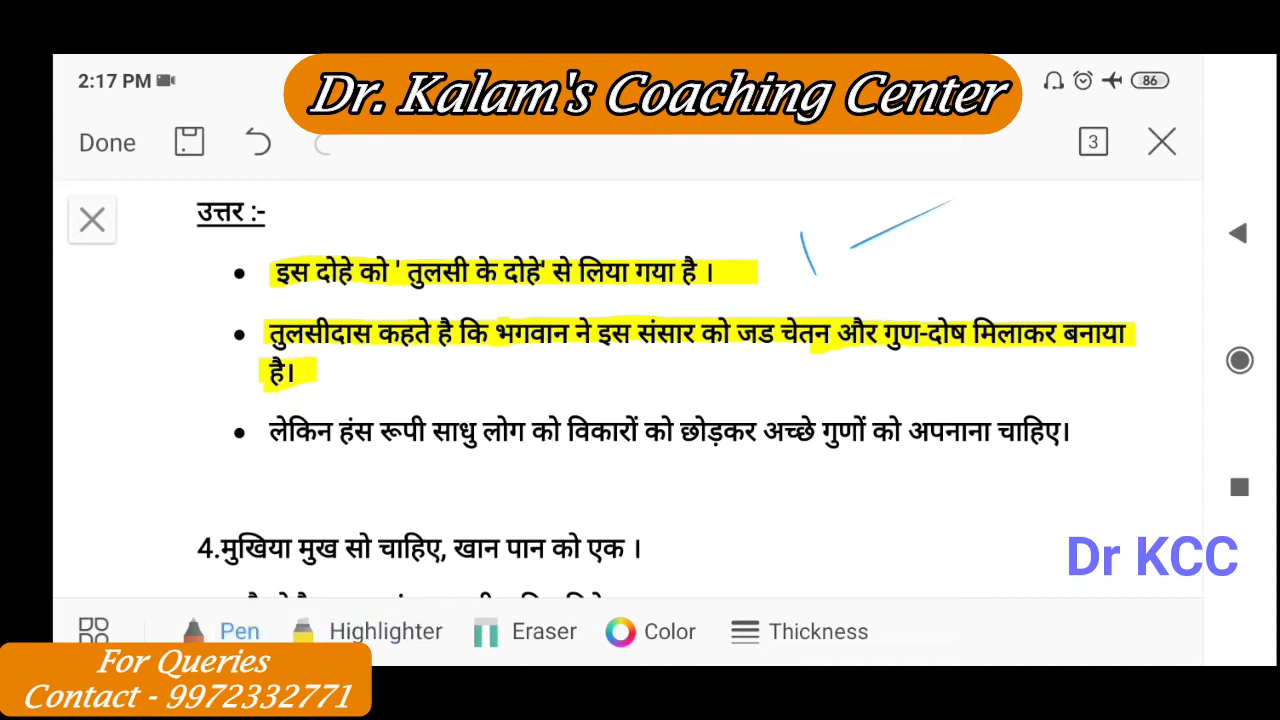 2:17 PM
Dr. Kalam's Coaching Center
86
Done
3
उत्तर :-
इस दोहे को ' तुलसी के दोहे' से लिया गया है ।
तुलसीदास कहते है कि भगवान ने इस संसार को जड चेतन और गुण-दोष मिलाकर बनाया
है।
लेकिन हंस रूपी साधु लोग को विकारों को छोड़कर अच्छे गुणों को अपनाना चाहिए।
4.मुखिया मुख सो चाहिए, खान पान को एक ।
Dr KCC
Pen Highlighter Eraser Color Thickness
For Queries
Contact - 9972332771